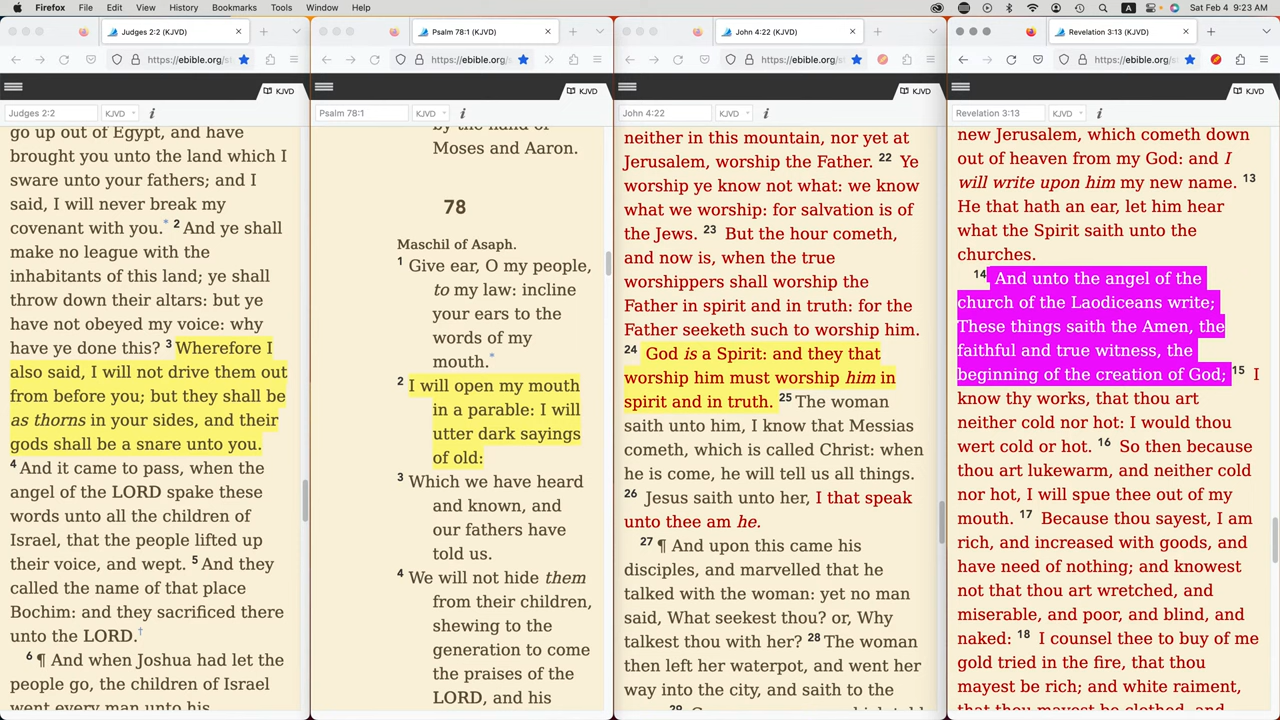 Firefox File Edit View History Bookmarks Tools Window Help
A Sat Feb 4 9:23 AM
Judges 2:2 (KJVD)
https://ebible.org/
KJVD
Judges 2:2 KJVD i
go up out of Egypt, and have
brought you unto the land which I
sware unto your fathers; and I
said, I will never break my
covenant with you.* 2 And ye shall
make no league with the
inhabitants of this land; ye shall
throw down their altars: but ye
have not obeyed my voice: why
have ye done this? 3 Wherefore I
also said, I will not drive them out
from before you; but they shall be
as thorns in your sides, and their
gods shall be a snare unto you.
4 And it came to pass, when the
angel of the LORD spake these
words unto all the children of
Israel, that the people lifted up
their voice, and wept. 5 And they
called the name of that place
Bochim: and they sacrificed there
unto the LORD.†
6 ¶ And when Joshua had let the
people go, the children of Israel
went every man unto his
Psalm 78:1 (KJVD)
https://ebible.org/s
KJVD
Psalm 78:1 KJVD i
by the hand of
Moses and Aaron.
78
Maschil of Asaph.
1 Give ear, O my people,
to my law: incline
your ears to the
words of my
mouth.*
2 I will open my mouth
in a parable: I will
utter dark sayings
of old:
3 Which we have heard
and known, and
our fathers have
told us.
4 We will not hide them
from their children,
shewing to the
generation to come
the praises of the
LORD, and his
John 4:22 (KJVD)
https://ebible.org/st
KJVD
John 4:22 KJVD i
neither in this mountain, nor yet at
Jerusalem, worship the Father. 22 Ye
worship ye know not what: we know
what we worship: for salvation is of
the Jews. 23 But the hour cometh,
and now is, when the true
worshippers shall worship the
Father in spirit and in truth: for the
Father seeketh such to worship him.
24 God is a Spirit: and they that
worship him must worship him in
spirit and in truth. 25 The woman
saith unto him, I know that Messias
cometh, which is called Christ: when
he is come, he will tell us all things.
26 Jesus saith unto her, I that speak
unto thee am he.
27 ¶ And upon this came his
disciples, and marvelled that he
talked with the woman: yet no man
said, What seekest thou? or, Why
talkest thou with her? 28 The woman
then left her waterpot, and went her
way into the city, and saith to the
Revelation 3:13 (KJVD)
https://ebible.org/st
KJVD
Revelation 3:13 KJVD i
new Jerusalem, which cometh down
out of heaven from my God: and I
will write upon him my new name. 13
He that hath an ear, let him hear
what the Spirit saith unto the
churches.
14 And unto the angel of the
church of the Laodiceans write;
These things saith the Amen, the
faithful and true witness, the
beginning of the creation of God; 15 I
know thy works, that thou art
neither cold nor hot: I would thou
wert cold or hot. 16 So then because
thou art lukewarm, and neither cold
nor hot, I will spue thee out of my
mouth. 17 Because thou sayest, I am
rich, and increased with goods, and
have need of nothing; and knowest
not that thou art wretched, and
miserable, and poor, and blind, and
naked: 18 I counsel thee to buy of me
gold tried in the fire, that thou
mayest be rich; and white raiment,
that thou mayest be clothed, and